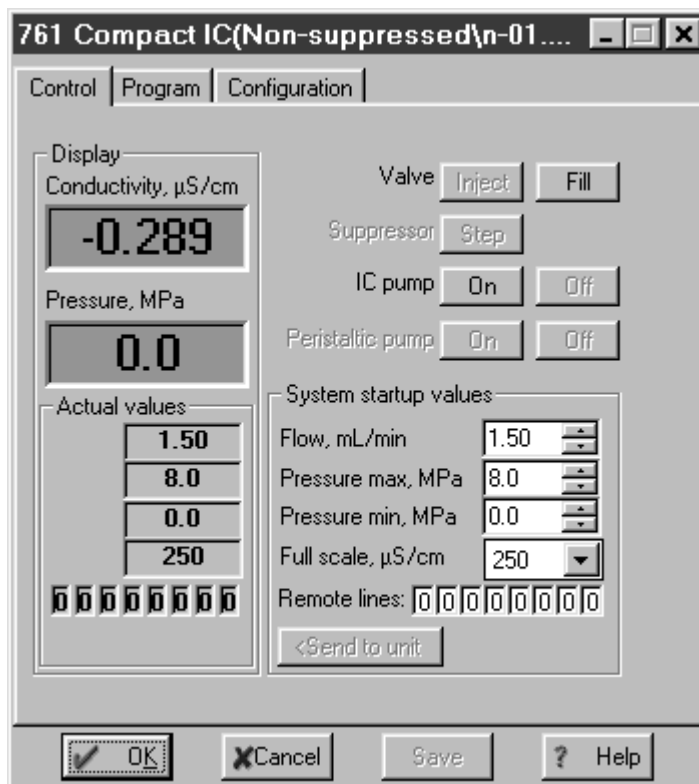 761 Compact IC(Non-suppressed\n-01....
Control Program Configuration
Display
Conductivity, µS/cm
-0.289
Pressure, MPa
0.0
Actual values
1.50
8.0
0.0
250
0 0 0 0 0 0 0 0
Valve Inject Fill
Suppressor Step
IC pump On Off
Peristaltic pump On Off
System startup values
Flow, mL/min 1.50
Pressure max, MPa 8.0
Pressure min, MPa 0.0
Full scale, µS/cm 250
Remote lines: 0 0 0 0 0 0 0 0
<Send to unit
OK Cancel Save ? Help